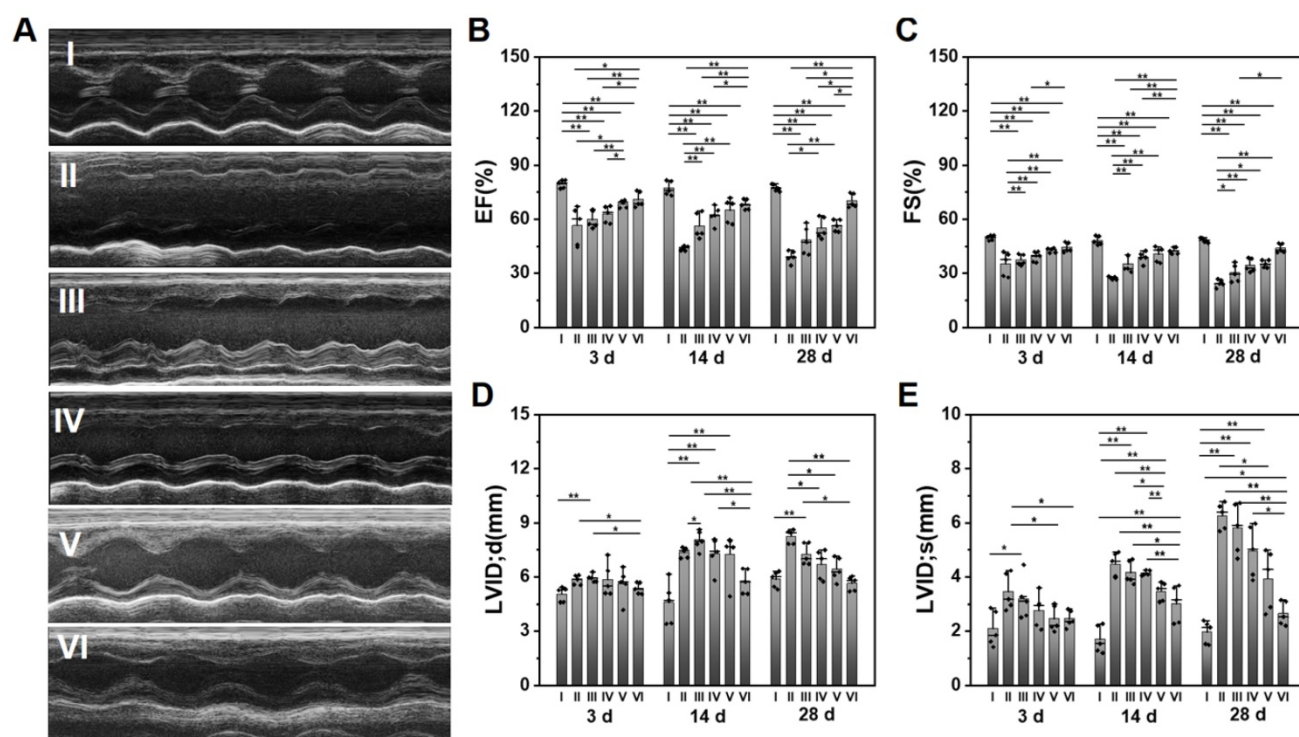 A
I
II
III
IV
V
VI
B
EF(%)
150
120
90
60
30
0
* ** *
** ** ** **
* ** *
** ** *
** ** ** **
** ** **
** * * *
** ** ** **
** *
I II III IV V VI I II III IV V VI I II III IV V VI
3 d 14 d 28 d
C
FS(%)
150
120
90
60
30
0
* ** ** **
** ** ** ** **
** ** ** **
** ** ** **
** ** **
*
** ** ** **
** * ** *
I II III IV V VI I II III IV V VI I II III IV V VI
3 d 14 d 28 d
D
LVID;d(mm)
15
12
9
6
3
0
** * *
** ** **
** ** *
*
** * *
** *
I II III IV V VI I II III IV V VI I II III IV V VI
3 d 14 d 28 d
E
LVID;s(mm)
10
8
6
4
2
0
* * *
** ** **
** * **
** ** * **
** ** **
* *
** ** *
I II III IV V VI I II III IV V VI I II III IV V VI
3 d 14 d 28 d